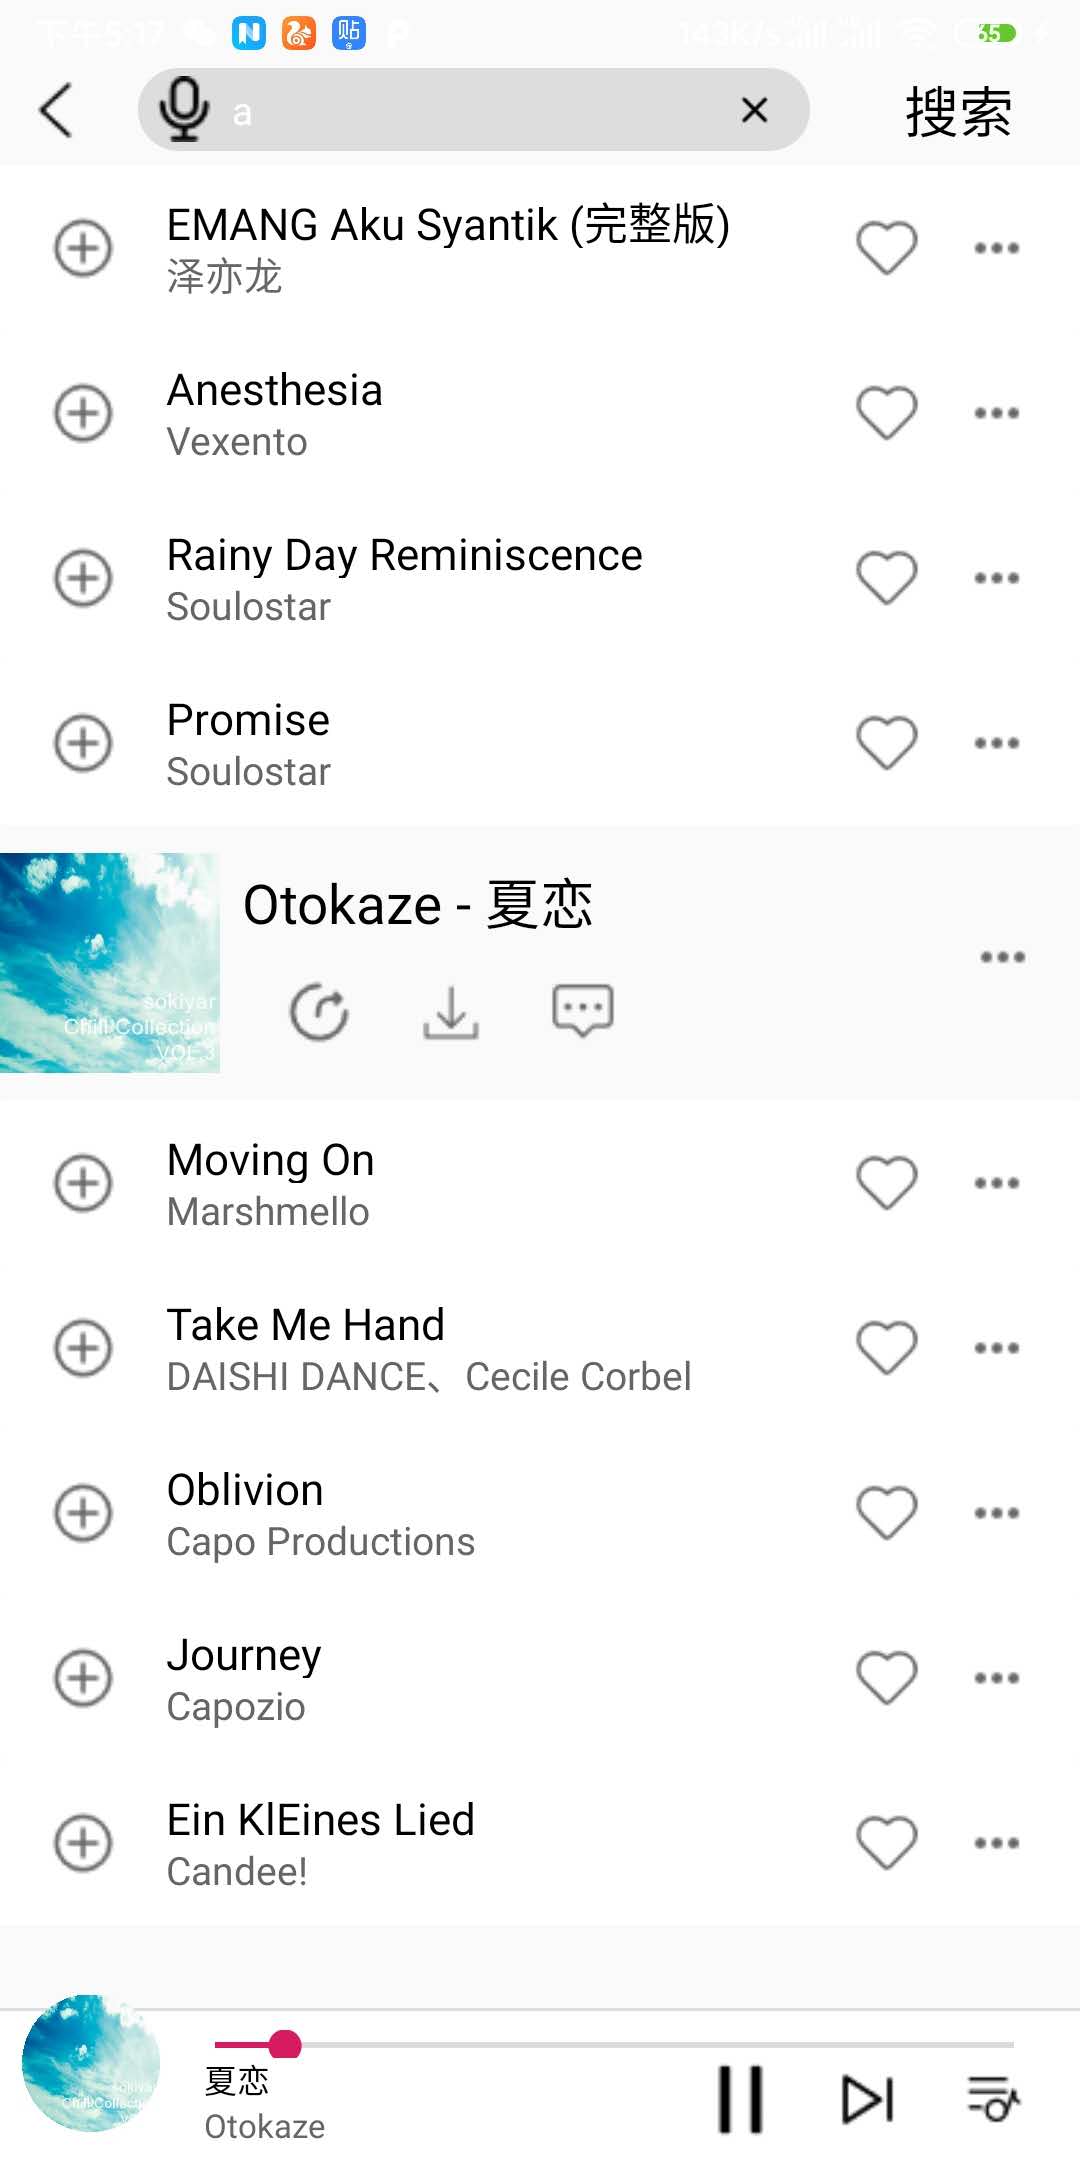 下午5:17
143K/s
65
a
搜索
EMANG Aku Syantik (完整版)
泽亦龙
Anesthesia
Vexento
Rainy Day Reminiscence
Soulostar
Promise
Soulostar
Otokaze - 夏恋
sokiyar
Chill Collection
VOL.3
Moving On
Marshmello
Take Me Hand
DAISHI DANCE、Cecile Corbel
Oblivion
Capo Productions
Journey
Capozio
Ein KlEines Lied
Candee!
夏恋
Otokaze